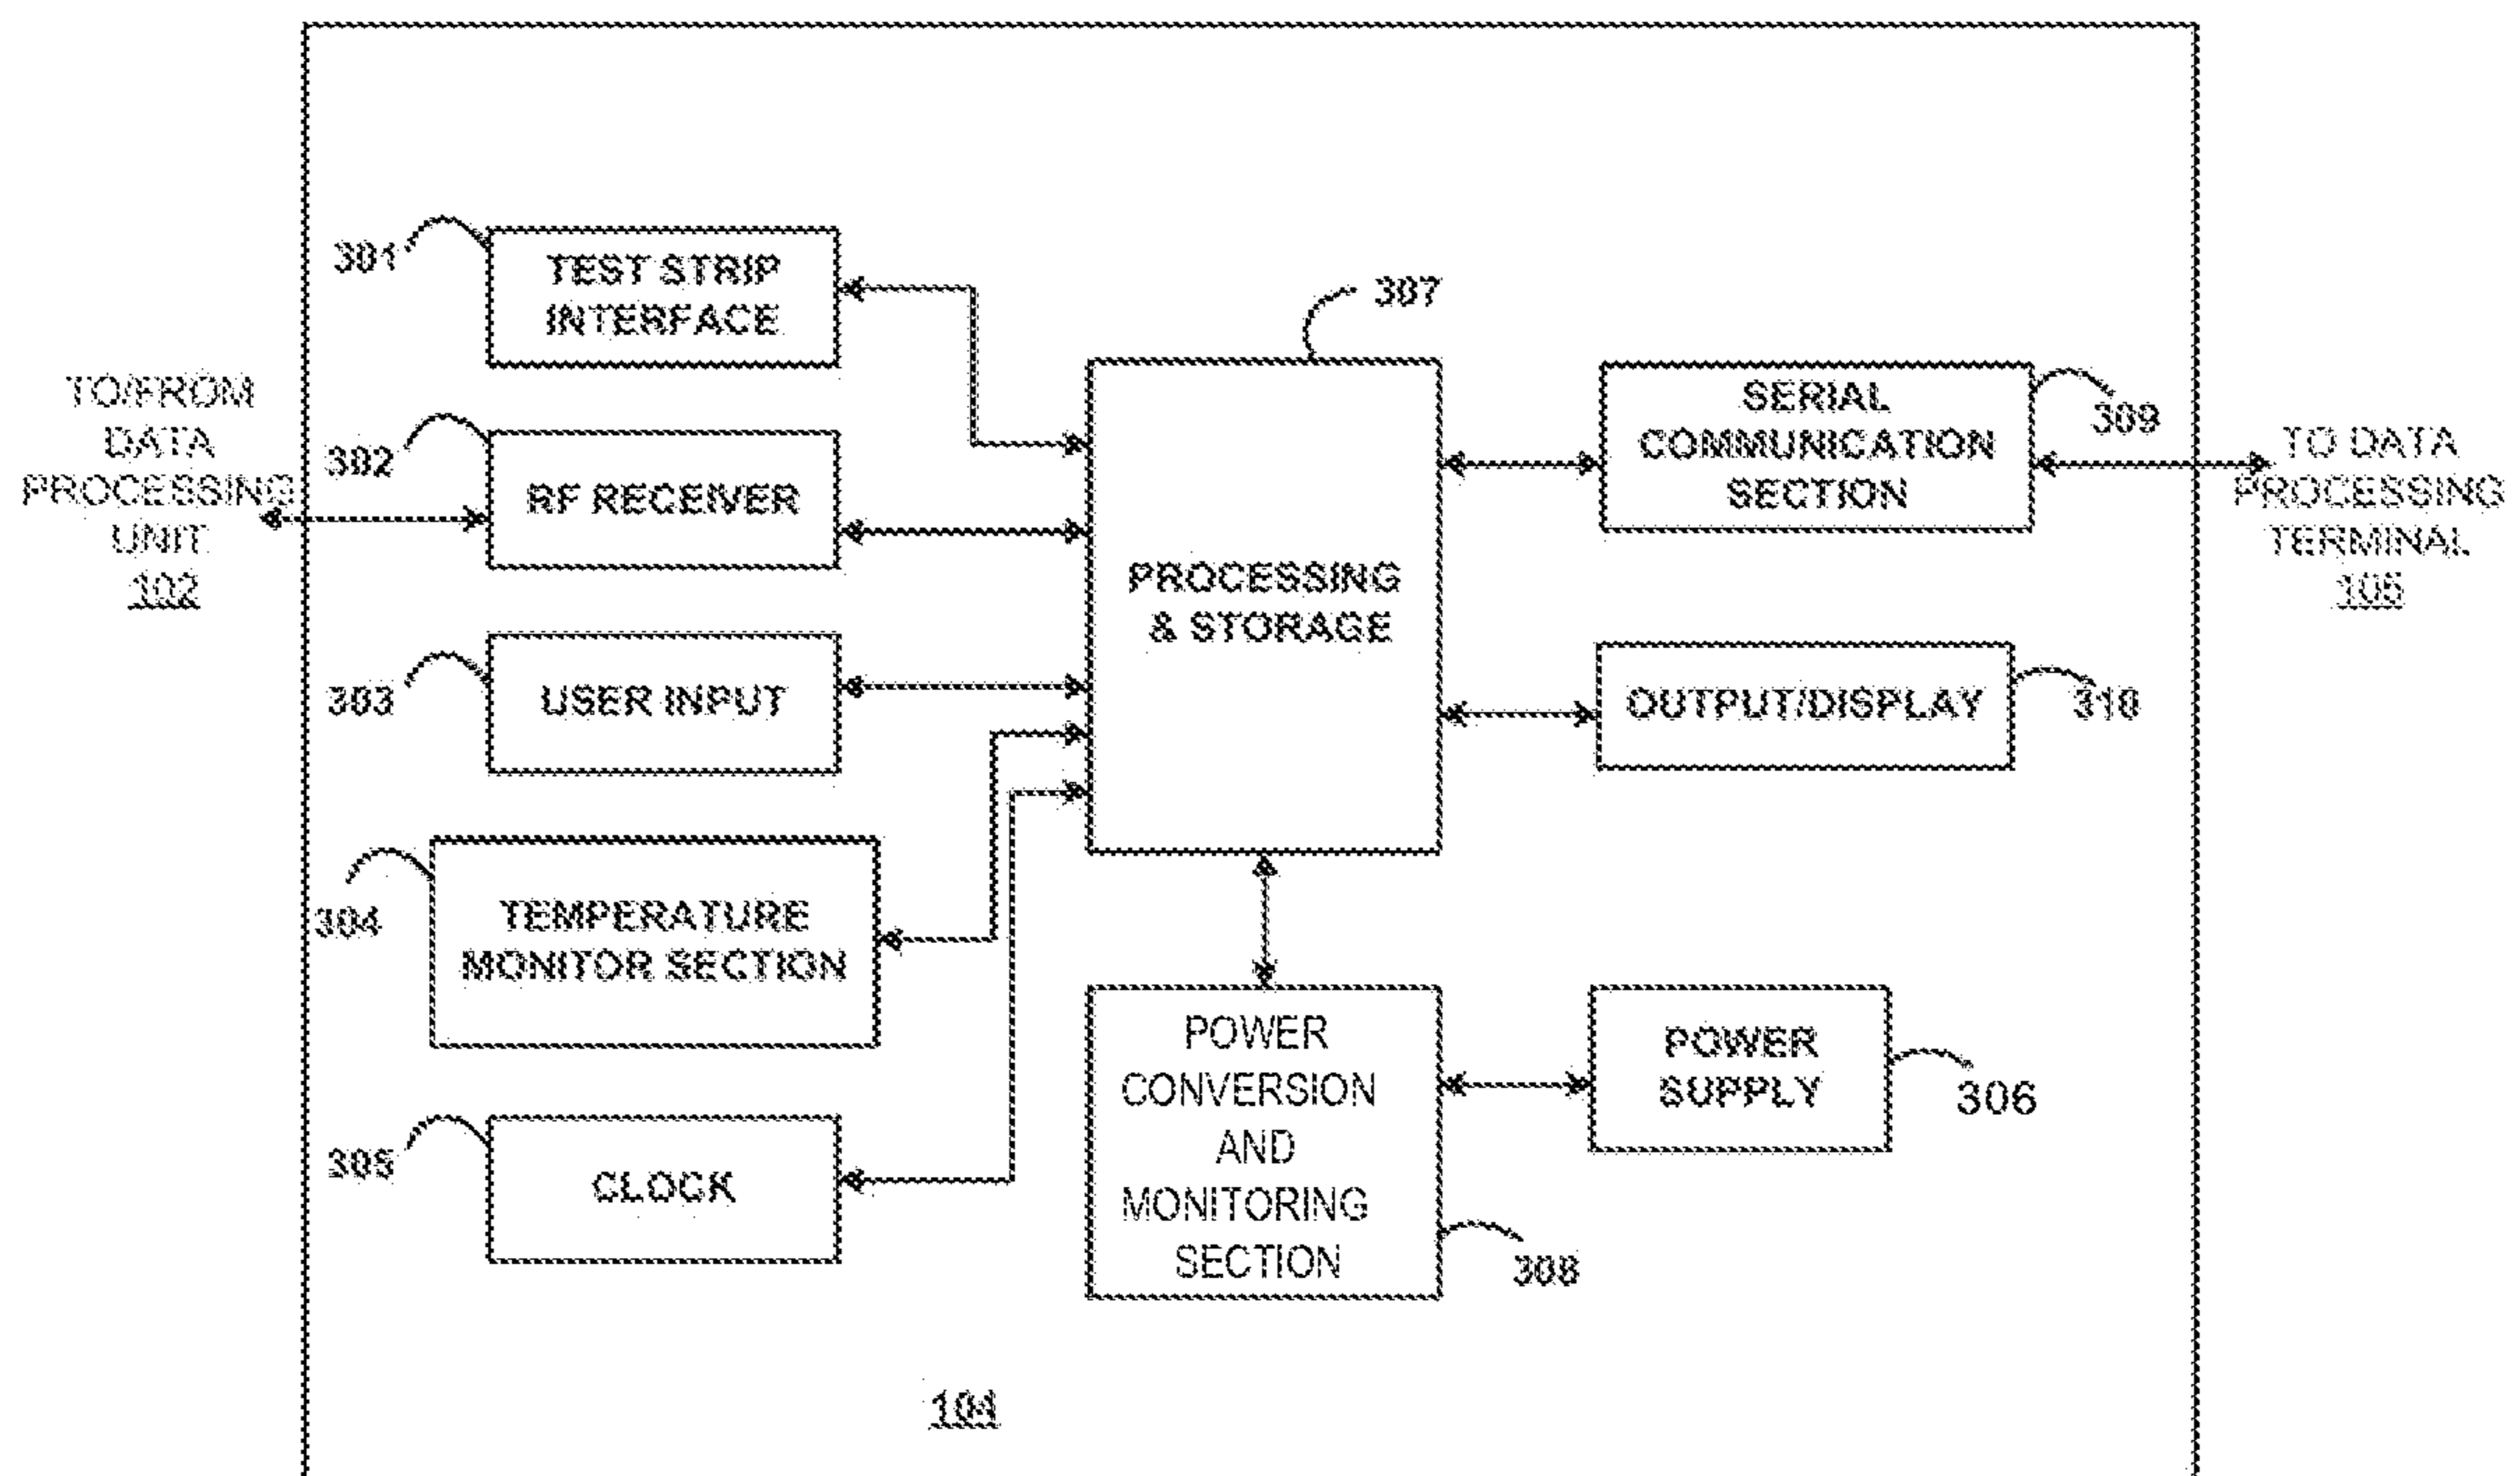 301
TEST STRIP
INTERFACE
307
TO/FROM
DATA
PROCESSING
UNIT
102
302
RF RECEIVER
PROCESSING
& STORAGE
SERIAL
COMMUNICATION
SECTION
309
TO DATA
PROCESSING
TERMINAL
105
303
USER INPUT
OUTPUT/DISPLAY
310
304
TEMPERATURE
MONITOR SECTION
POWER
CONVERSION
AND
MONITORING
SECTION
308
POWER
SUPPLY
306
305
CLOCK
104